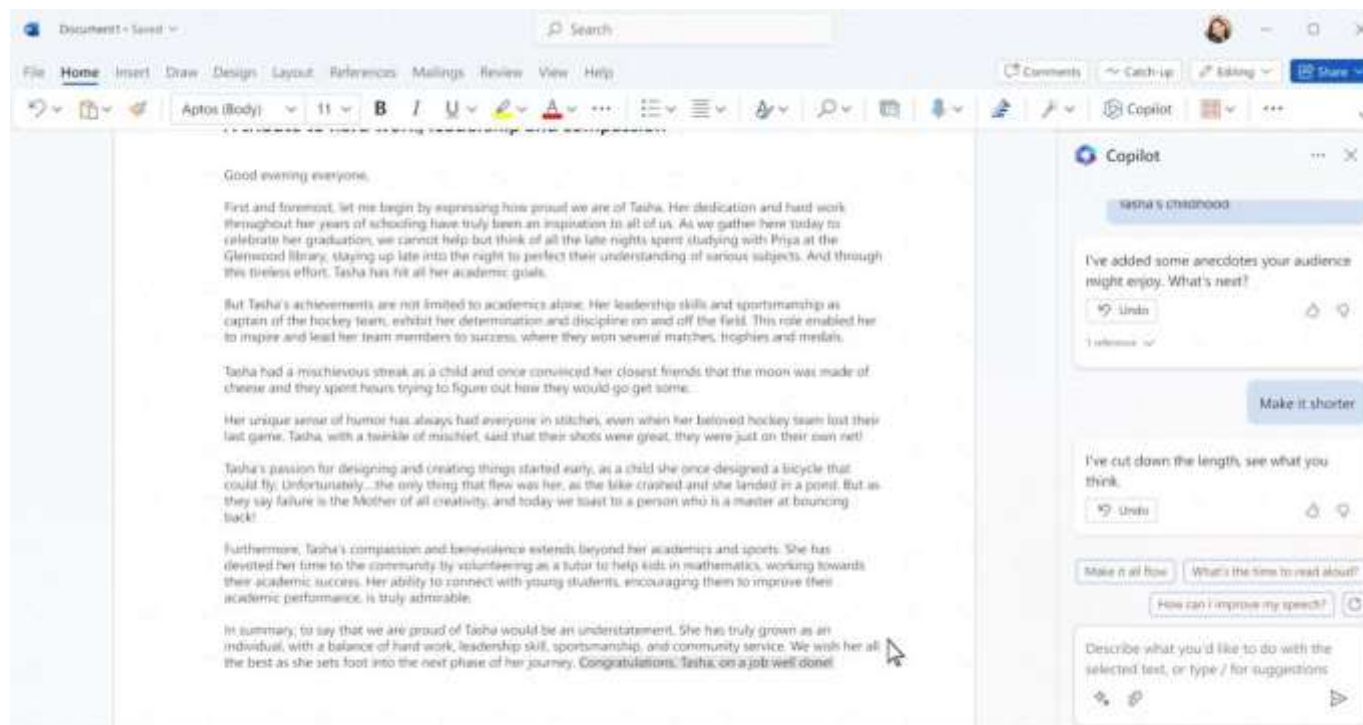 Document1 - Saved
Search
File Home Insert Draw Design Layout References Mailings Review View Help
Comments Catch-up Editing Share
Aptos (Body) 11 B I U A Copilot
A tribute to hard work, leadership and compassion
Good evening everyone,
First and foremost, let me begin by expressing how proud we are of Tasha. Her dedication and hard work
throughout her years of schooling have truly been an inspiration to all of us. As we gather here today to
celebrate her graduation, we cannot help but think of all the late nights spent studying with Priya at the
Glenwood library, staying up late into the night to perfect their understanding of various subjects. And through
this tireless effort, Tasha has hit all her academic goals.
But Tasha's achievements are not limited to academics alone. Her leadership skills and sportsmanship as
captain of the hockey team, exhibit her determination and discipline on and off the field. This role enabled her
to inspire and lead her team members to success, where they won several matches, trophies and medals.
Tasha had a mischievous streak as a child and once convinced her closest friends that the moon was made of
cheese and they spent hours trying to figure out how they would go get some.
Her unique sense of humor has always had everyone in stitches, even when her beloved hockey team lost their
last game. Tasha, with a twinkle of mischief, said that their shots were great, they were just on their own net!
Tasha's passion for designing and creating things started early, as a child she once designed a bicycle that
could fly. Unfortunately...the only thing that flew was her, as the bike crashed and she landed in a pond. But as
they say failure is the Mother of all creativity, and today we toast to a person who is a master at bouncing
back!
Furthermore, Tasha's compassion and benevolence extends beyond her academics and sports. She has
devoted her time to the community by volunteering as a tutor to help kids in mathematics, working towards
their academic success. Her ability to connect with young students, encouraging them to improve their
academic performance, is truly admirable.
In summary, to say that we are proud of Tasha would be an understatement. She has truly grown as an
individual, with a balance of hard work, leadership skill, sportsmanship, and community service. We wish her all
the best as she sets foot into the next phase of her journey. Congratulations, Tasha, on a job well done!
Copilot
Tasha's childhood
I've added some anecdotes your audience
might enjoy. What's next?
Undo
1 reference
Make it shorter
I've cut down the length, see what you
think.
Undo
Make it all flow What's the time to read aloud?
How can I improve my speech?
Describe what you'd like to do with the
selected text, or type / for suggestions